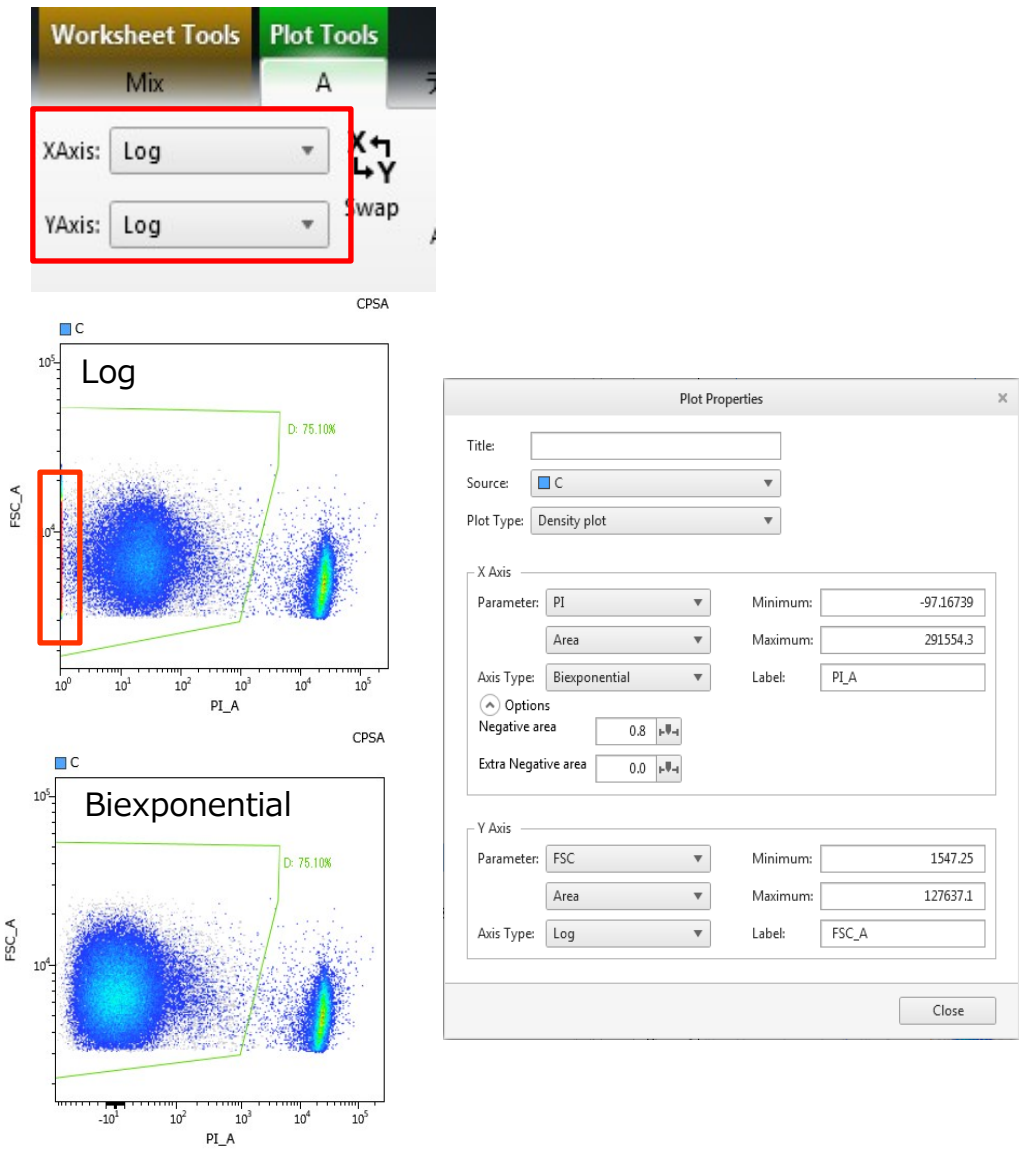 Worksheet Tools Plot Tools
Mix A
XAxis: Log
YAxis: Log
X
Y
Swap
CPSA
C
Log
10⁵
10⁴
D: 75.10%
FSC_A
10⁰ 10¹ 10² 10³ 10⁴ 10⁵
PI_A
CPSA
C
Biexponential
10⁵
10⁴
D: 75.10%
FSC_A
-10¹ 10² 10³ 10⁴ 10⁵
PI_A
Plot Properties
Title:
Source: C
Plot Type: Density plot
X Axis
Parameter: PI Minimum: -97.16739
Area Maximum: 291554.3
Axis Type: Biexponential Label: PI_A
Options
Negative area 0.8
Extra Negative area 0.0
Y Axis
Parameter: FSC Minimum: 1547.25
Area Maximum: 127637.1
Axis Type: Log Label: FSC_A
Close